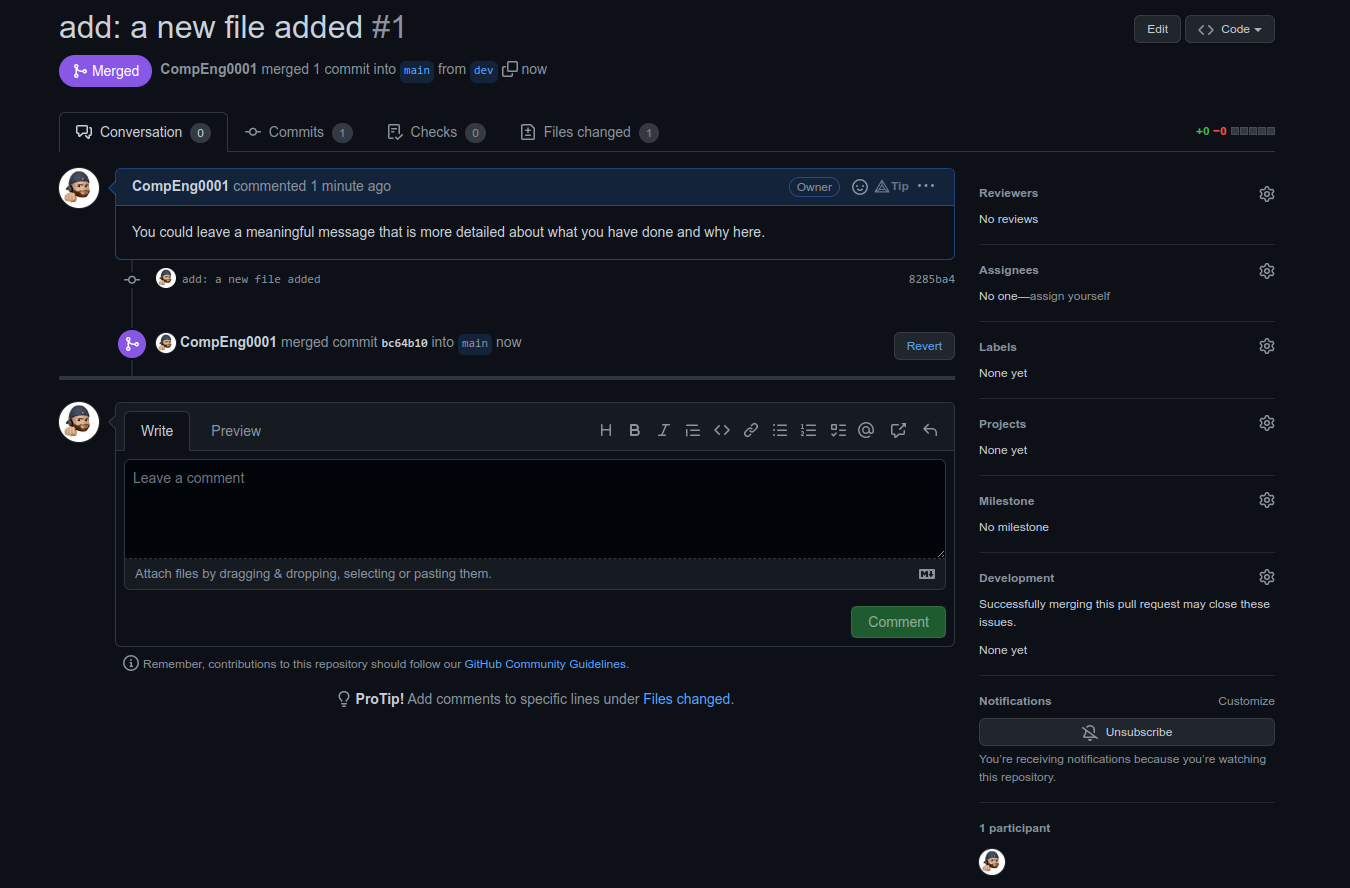 add: a new file added #1
Edit
Code
Merged
CompEng0001 merged 1 commit into main from dev now
Conversation 0
Commits 1
Checks 0
Files changed 1
+0 −0
CompEng0001 commented 1 minute ago
Owner
Tip
You could leave a meaningful message that is more detailed about what you have done and why here.
add: a new file added
8285ba4
CompEng0001 merged commit bc64b10 into main now
Revert
Write
Preview
Leave a comment
Attach files by dragging & dropping, selecting or pasting them.
Comment
Remember, contributions to this repository should follow our GitHub Community Guidelines.
ProTip! Add comments to specific lines under Files changed.
Reviewers
No reviews
Assignees
No one—assign yourself
Labels
None yet
Projects
None yet
Milestone
No milestone
Development
Successfully merging this pull request may close these
issues.
None yet
Notifications
Customize
Unsubscribe
You're receiving notifications because you're watching
this repository.
1 participant